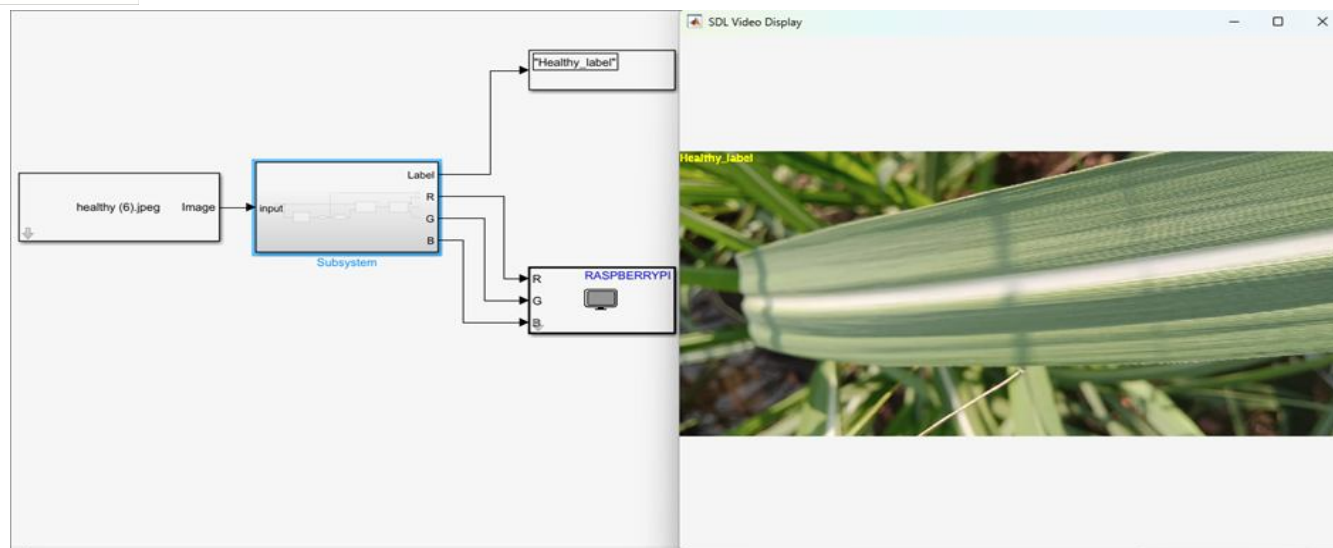 SDL Video Display
"Healthy_label"
healthy (6).jpeg Image
input
Label
R
G
B
Subsystem
RASPBERRYPI
R
G
B
Healthy_label